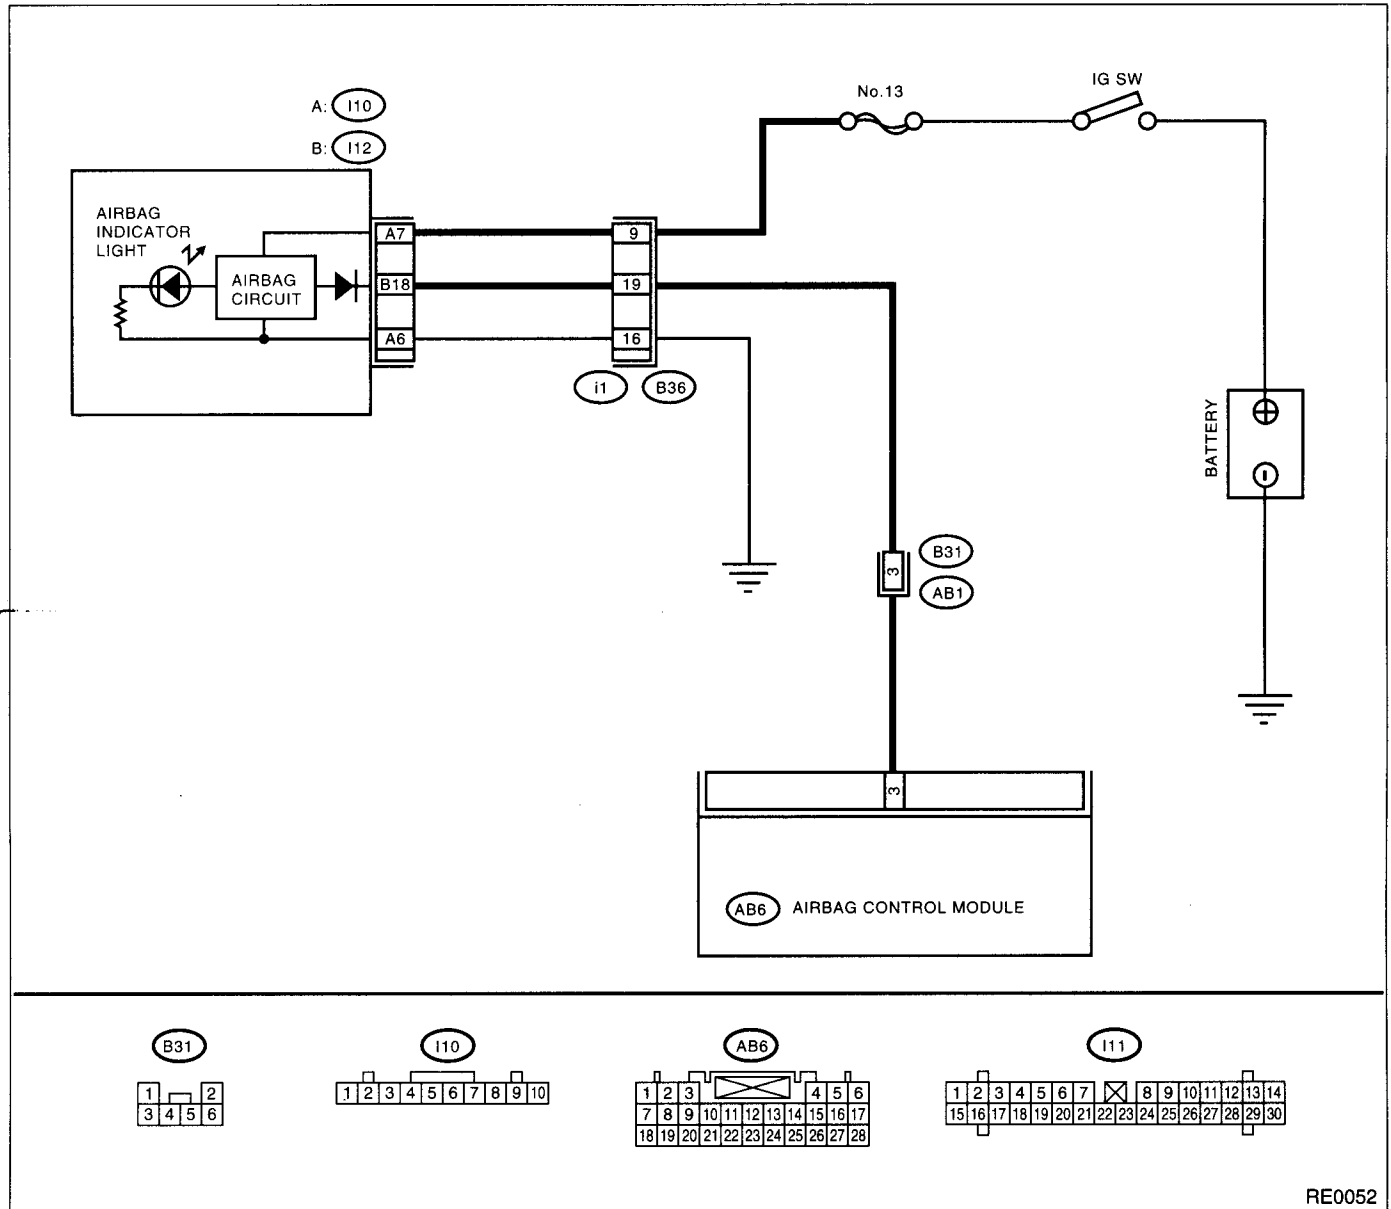 No.13
IG SW
A: I10
B: I12
AIRBAG
INDICATOR
LIGHT
AIRBAG
CIRCUIT
A7
B18
A6
9
19
16
i1
B36
BATTERY
B31
3
AB1
3
AB6
AIRBAG CONTROL MODULE
B31
1 2
3 4 5 6
I10
1 2 3 4 5 6 7 8 9 10
AB6
1 2 3 4 5 6
7 8 9 10 11 12 13 14 15 16 17
18 19 20 21 22 23 24 25 26 27 28
I11
1 2 3 4 5 6 7 8 9 10 11 12 13 14
15 16 17 18 19 20 21 22 23 24 25 26 27 28 29 30
RE0052